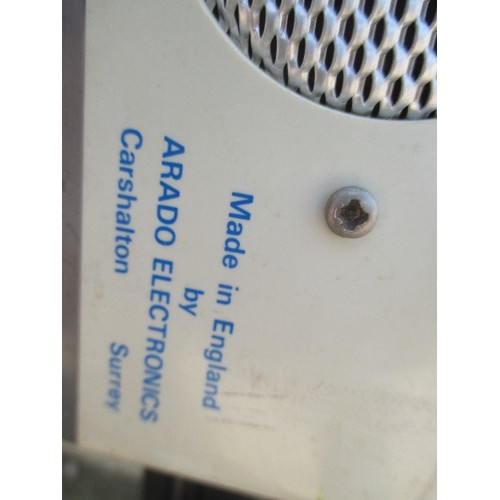 Made in England
by
ARADO ELECTRONICS
Carshalton Surrey